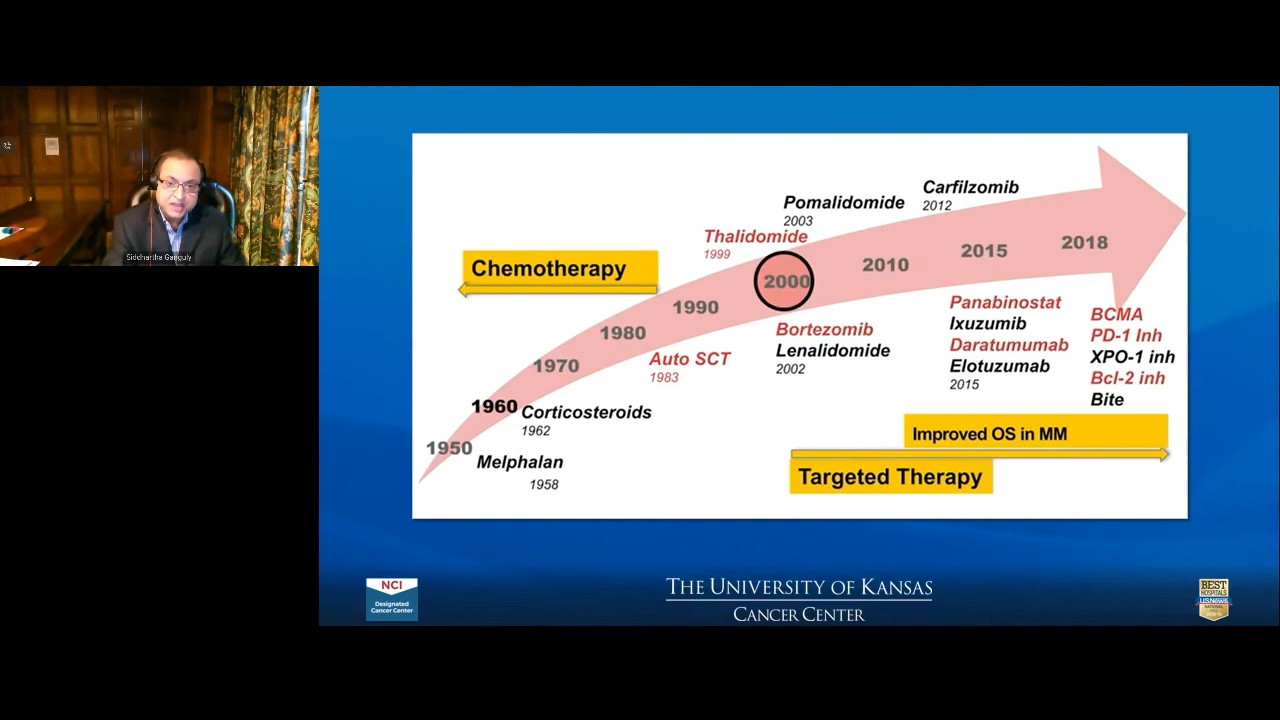 Siddhartha Ganguly
Carfilzomib
2012
Pomalidomide
2003
Thalidomide
1999
Chemotherapy
1950
1960
1970
1980
1990
2000
2010
2015
2018
Melphalan
1958
Corticosteroids
1962
Auto SCT
1983
Bortezomib
Lenalidomide
2002
Panabinostat
Ixuzumib
Daratumumab
Elotuzumab
2015
BCMA
PD-1 Inh
XPO-1 inh
Bcl-2 inh
Bite
Improved OS in MM
Targeted Therapy
NCI
Designated
Cancer Center
THE UNIVERSITY OF KANSAS
CANCER CENTER
BEST
HOSPITALS
U.S.News
NATIONAL